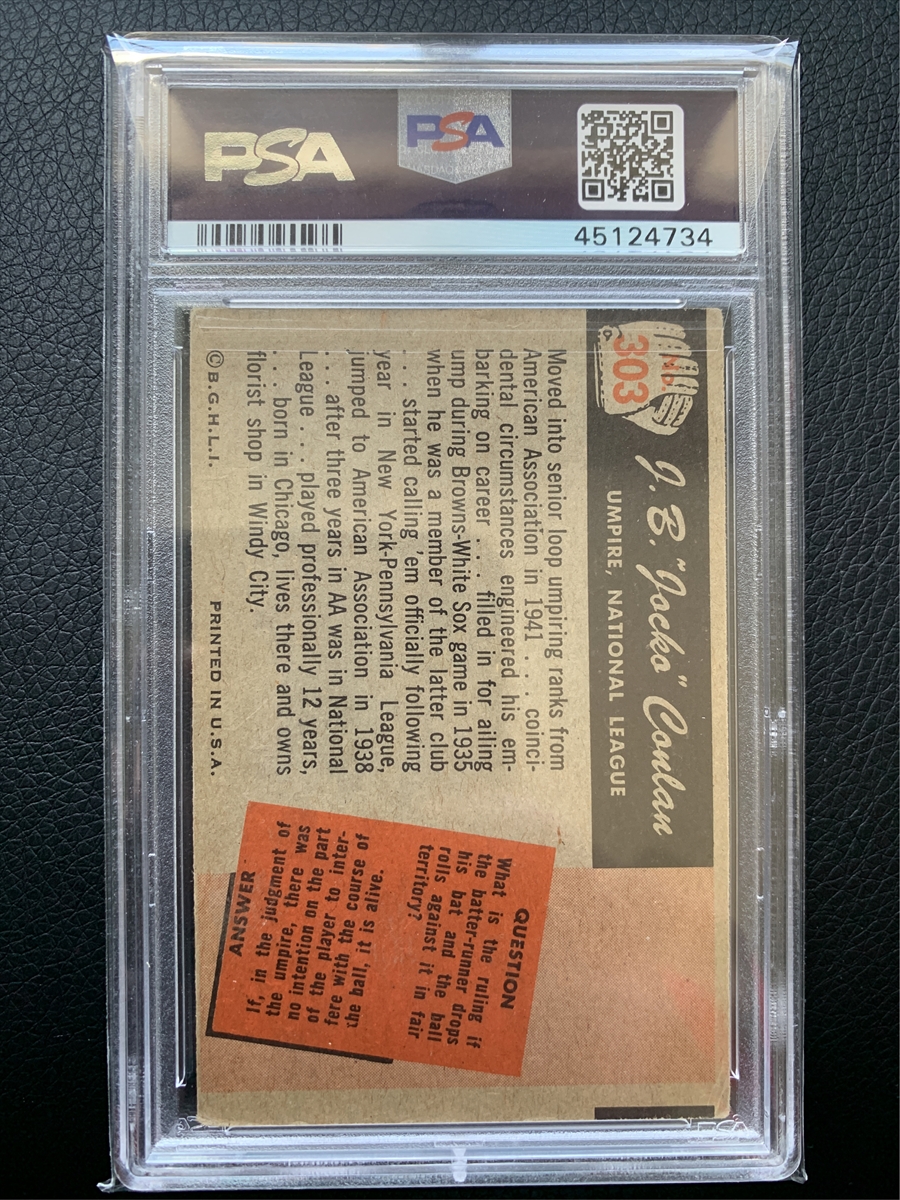 PSA
PSA
45124734
No.
303
J. B. "Jocko" Conlan
UMPIRE, NATIONAL LEAGUE
Moved into senior loop umpiring ranks from
American Association in 1941 . . . coinci-
dental circumstances engineered his em-
barking on career . . . filled in for ailing
ump during Browns-White Sox game in 1935
when he was a member of the latter club
. . . started calling 'em officially following
year in New York-Pennsylvania League,
jumped to American Association in 1938
. . . after three years in AA was in National
League . . . played professionally 12 years,
. . . born in Chicago, lives there and owns
florist shop in Windy City.
© B.G.H.L.I.
PRINTED IN U.S.A.
QUESTION
What is the ruling if
the batter-runner drops
his bat and the ball
rolls against it in fair
territory?
ANSWER
If, in the judgment of
the umpire, there was
no intention on the part
of the player to inter-
fere with the course of
the ball, it is alive.
PSA